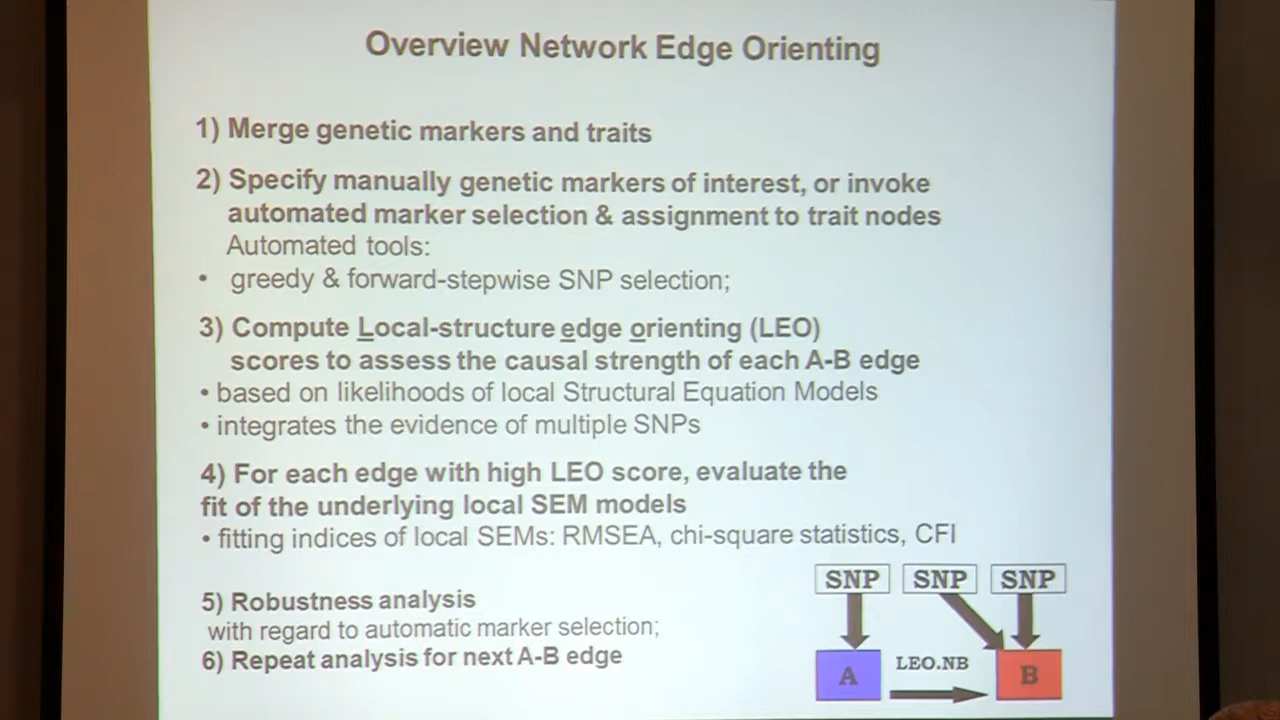 Overview Network Edge Orienting
1) Merge genetic markers and traits
2) Specify manually genetic markers of interest, or invoke
automated marker selection & assignment to trait nodes
Automated tools:
• greedy & forward-stepwise SNP selection;
3) Compute Local-structure edge orienting (LEO)
scores to assess the causal strength of each A-B edge
• based on likelihoods of local Structural Equation Models
• integrates the evidence of multiple SNPs
4) For each edge with high LEO score, evaluate the
fit of the underlying local SEM models
• fitting indices of local SEMs: RMSEA, chi-square statistics, CFI
5) Robustness analysis
with regard to automatic marker selection;
6) Repeat analysis for next A-B edge
SNP SNP SNP
LEO.NB
A B